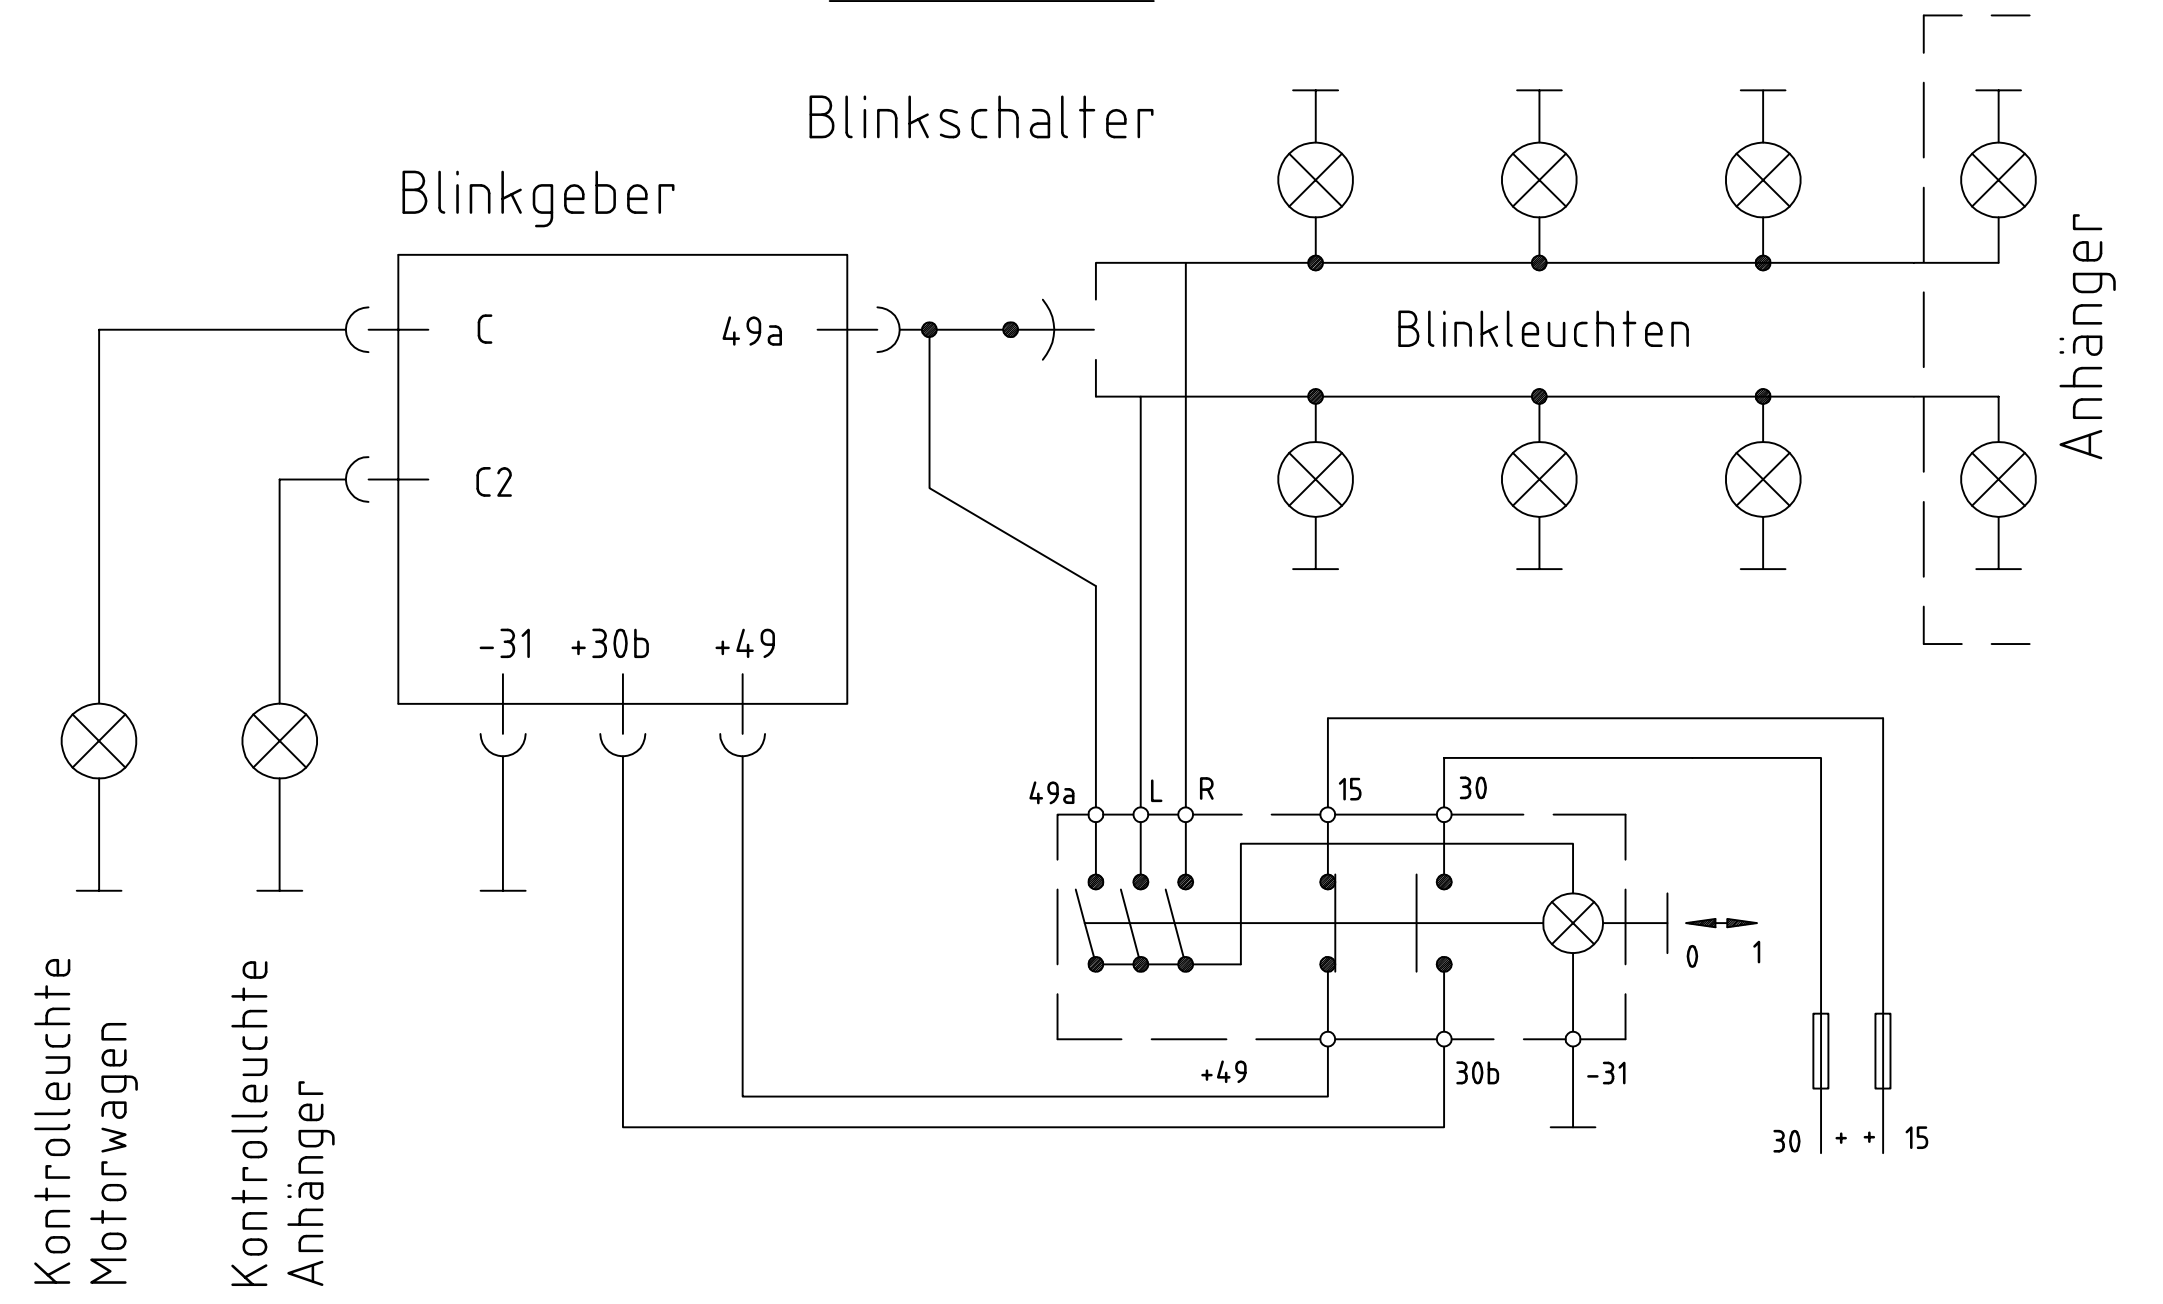 Blinkschalter
Blinkgeber
C
49a
Blinkleuchten
Anhänger
C2
-31 +30b +49
49a L R 15 30
0 1
+49 30b -31
30 + + 15
Kontrolleuchte
Motorwagen
Kontrolleuchte
Anhänger